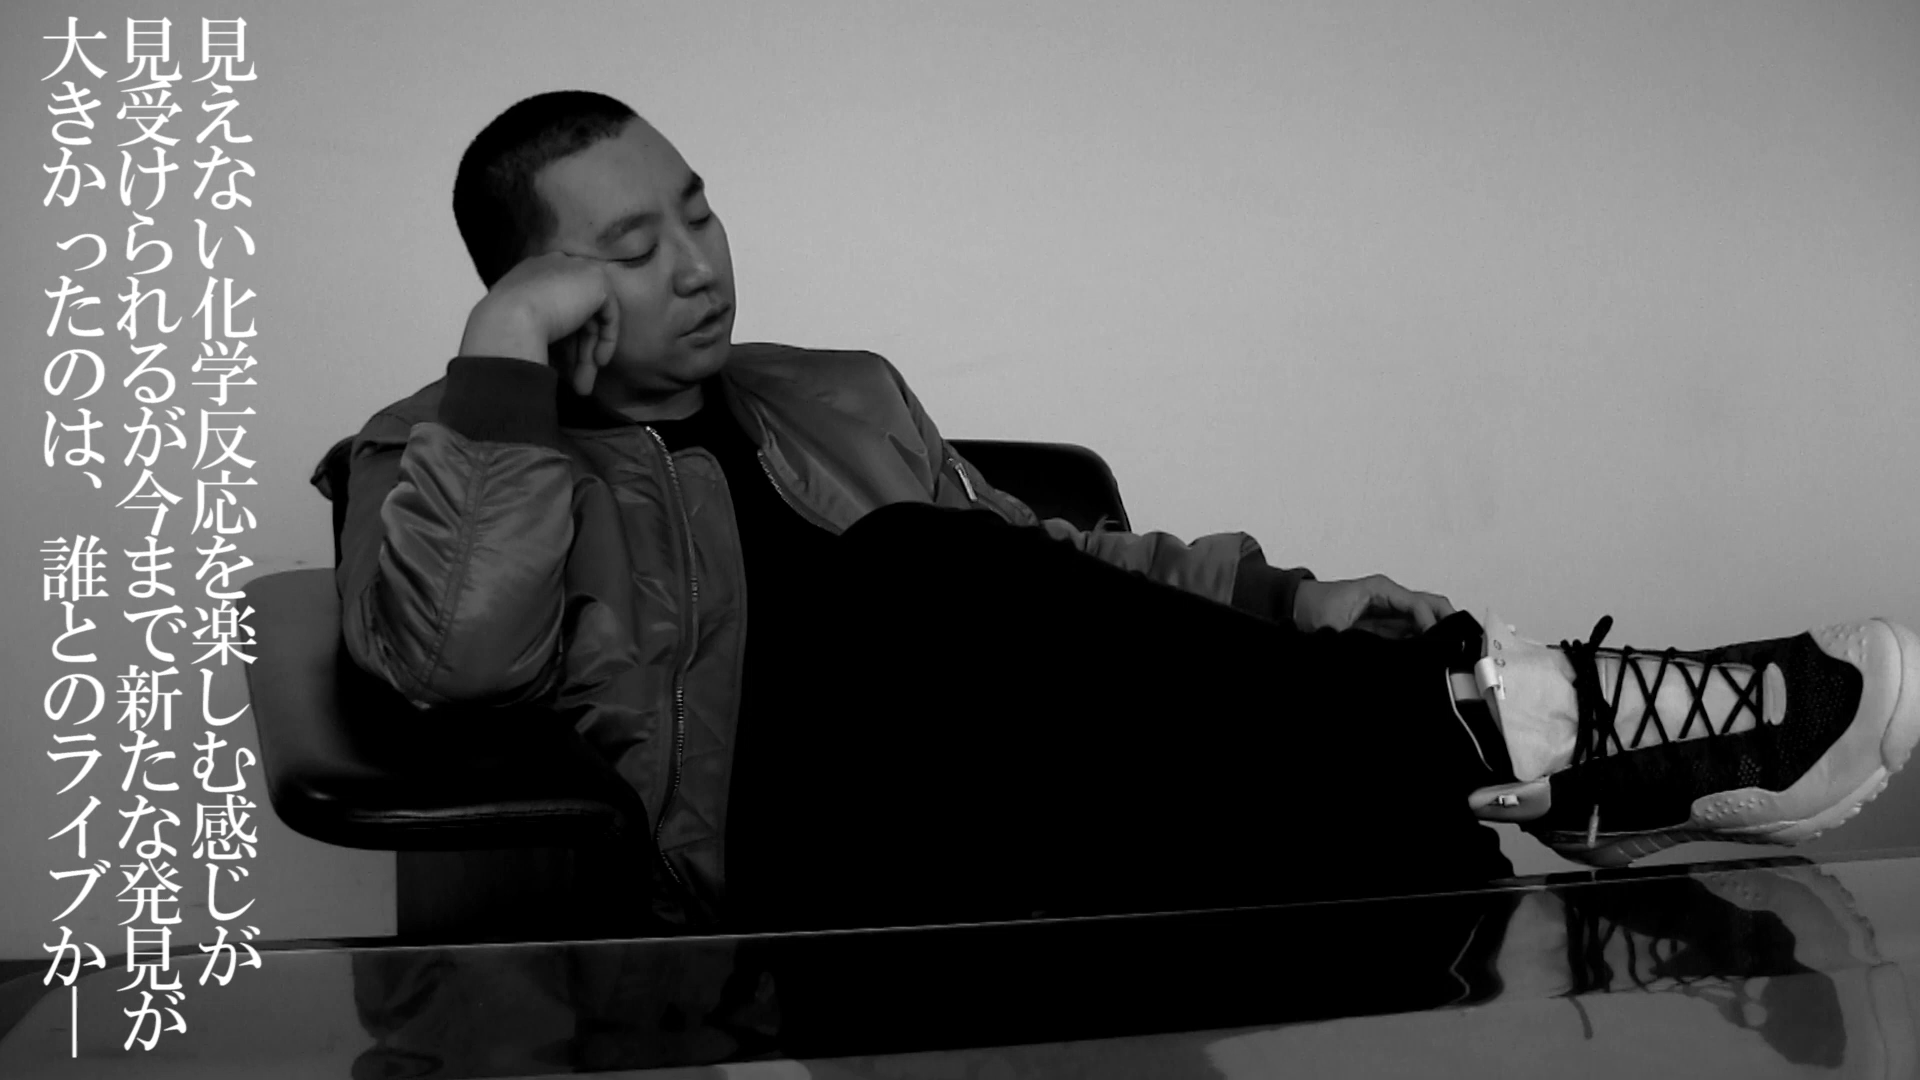 見えない化学反応を楽しむ感じが
見受けられるが今まで新たな発見が
大きかったのは、誰とのライブか―